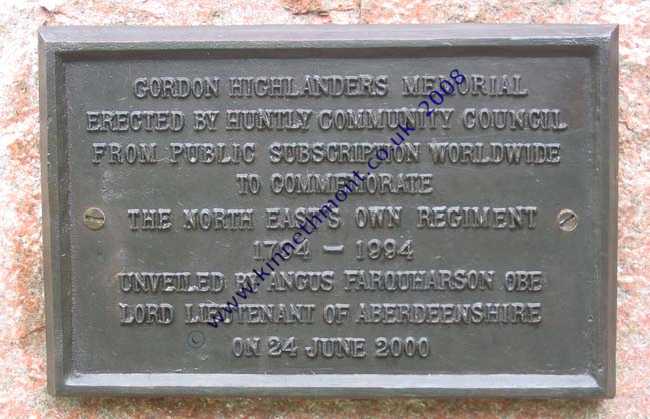 GORDON HIGHLANDERS MEMORIAL
ERECTED BY HUNTLY COMMUNITY COUNCIL
FROM PUBLIC SUBSCRIPTION WORLDWIDE
TO COMMEMORATE
THE NORTH EAST'S OWN REGIMENT
1794 – 1994
UNVEILED BY ANGUS FARQUHARSON OBE
LORD LIEUTENANT OF ABERDEENSHIRE
ON 24 JUNE 2000
© www.kinnethmont.co.uk 2008